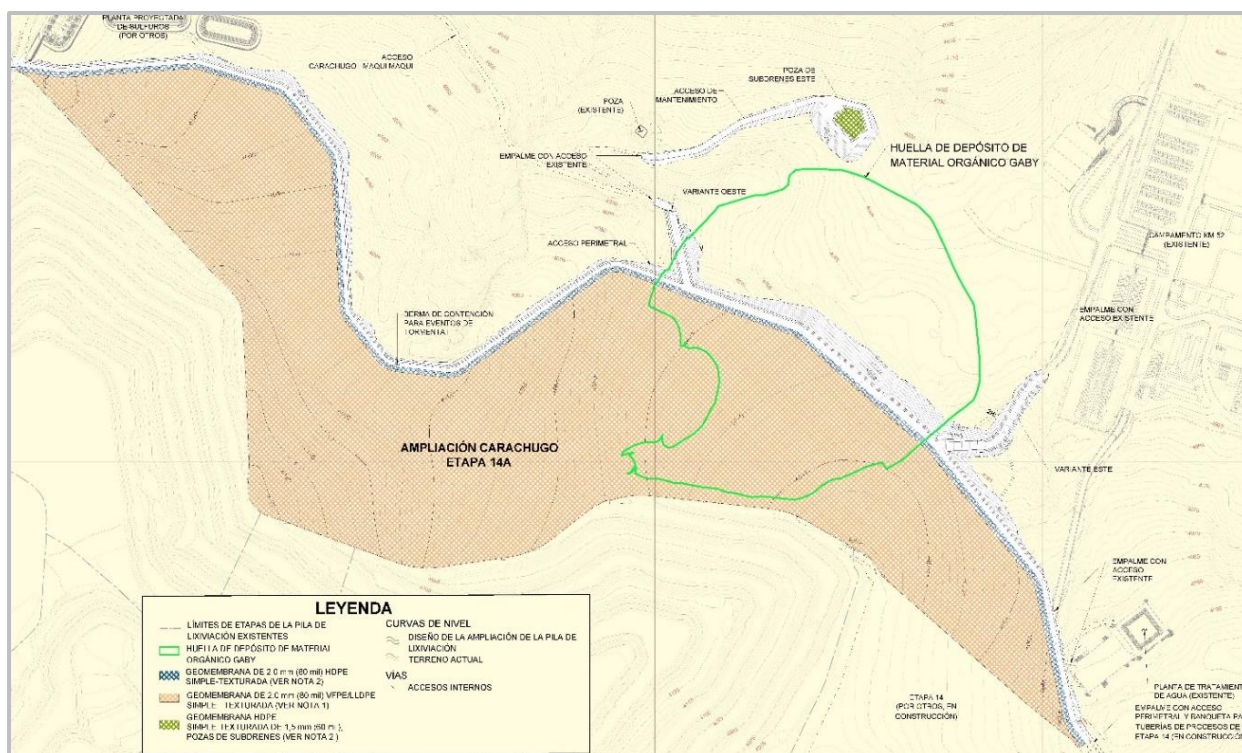 PLANTA PROYECTADA
DE SULFUROS
(POR OTROS)
ACCESO
CARACHUGO MAQUI MAQUI
POZA
(EXISTENTE)
ACCESO DE
MANTENIMIENTO
POZA DE
SUBDRENES ESTE
EMPALME CON ACCESO
EXISTENTE
HUELLA DE DEPÓSITO DE
MATERIAL ORGÁNICO GABY
VARIANTE OESTE
ACCESO PERIMETRAL
CAMPAMENTO KM 52
(EXISTENTE)
EMPALME CON
ACCESO EXISTENTE
BERMA DE CONTENCIÓN
PARA EVENTOS DE
TORMENTA
AMPLIACIÓN CARACHUGO
ETAPA 14A
VARIANTE ESTE
EMPALME CON
ACCESO
EXISTENTE
ETAPA 14
(POR OTROS, EN
CONSTRUCCIÓN)
PLANTA DE TRATAMIENT
DE AGUA (EXISTENTE)
EMPALME CON ACCESO
PERIMETRAL Y BANQUETA PA
TUBERÍAS DE PROCESOS DE
ETAPA 14 (EN CONSTRUCCIÓ
LEYENDA
LÍMITES DE ETAPAS DE LA PILA DE
LIXIVIACIÓN EXISTENTES
HUELLA DE DEPÓSITO DE MATERIAL
ORGÁNICO GABY
GEOMEMBRANA DE 2.0 mm (80 mil) HDPE
SIMPLE-TEXTURADA (VER NOTA 2)
GEOMEMBRANA DE 2.0 mm (80 mil) VFPE/LLDPE
SIMPLE - TEXTURADA (VER NOTA 1)
GEOMEMBRANA HDPE
SIMPLE TEXTURADA DE 1,5 mm (60 mil),
POZAS DE SUBDRENES (VER NOTA 2)
CURVAS DE NIVEL
DISEÑO DE LA AMPLIACIÓN DE LA PILA DE
LIXIVIACIÓN
TERRENO ACTUAL
VÍAS
ACCESOS INTERNOS